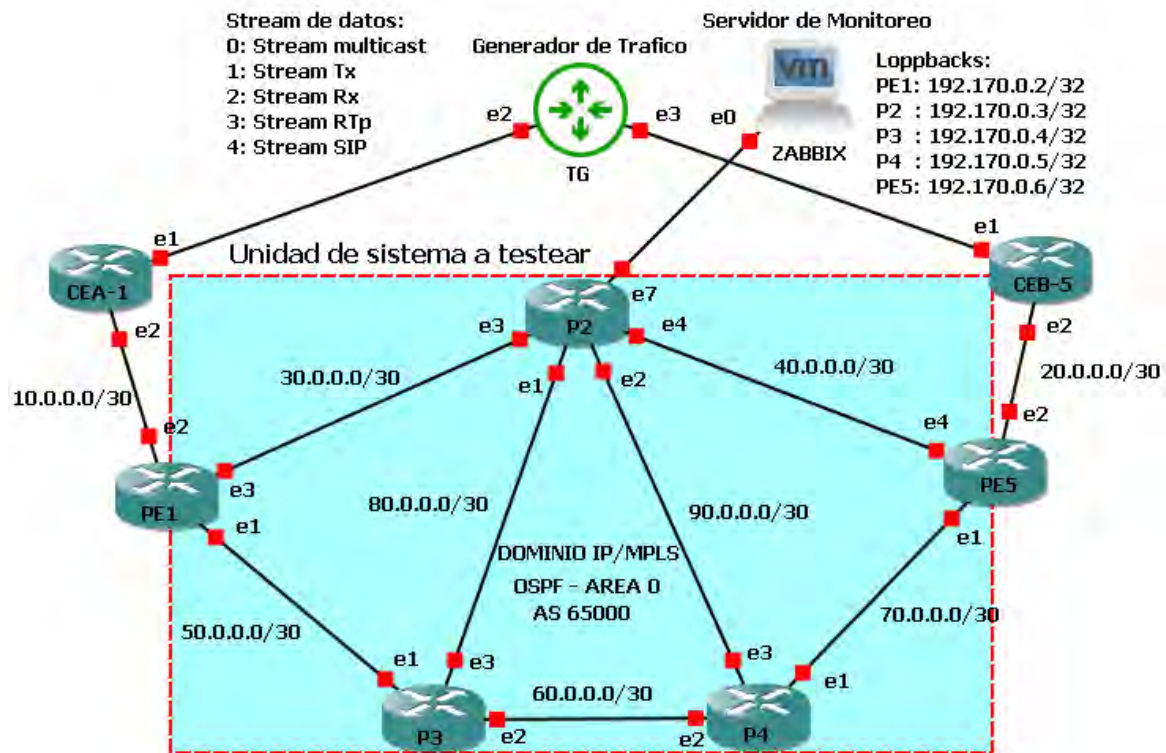 Stream de datos:
0: Stream multicast
1: Stream Tx
2: Stream Rx
3: Stream RTp
4: Stream SIP
Generador de Trafico
Servidor de Monitoreo
vm
Loppbacks:
PE1: 192.170.0.2/32
P2 : 192.170.0.3/32
P3 : 192.170.0.4/32
P4 : 192.170.0.5/32
PE5: 192.170.0.6/32
e2
e3
e0
ZABBIX
TG
e1
Unidad de sistema a testear
e1
CEA-1
CEB-5
e7
e2
e3
P2
e4
e2
30.0.0.0/30
e1
e2
40.0.0.0/30
20.0.0.0/30
10.0.0.0/30
e2
e4
e2
e3
PE1
PE5
80.0.0.0/30
90.0.0.0/30
e1
e1
DOMINIO IP/MPLS
OSPF - AREA 0
AS 65000
50.0.0.0/30
70.0.0.0/30
e1
e3
e3
e1
60.0.0.0/30
P3
e2
e2
P4